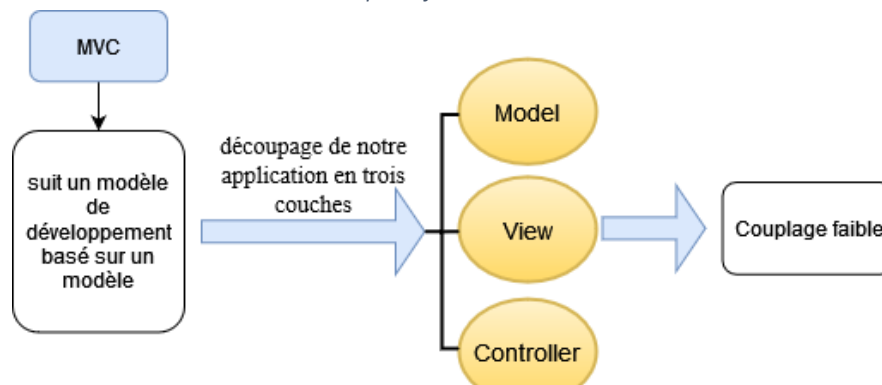 MVC
suit un modèle
de
développement
basé sur un
modèle
découpage de notre
application en trois
couches
Model
View
Controller
Couplage faible